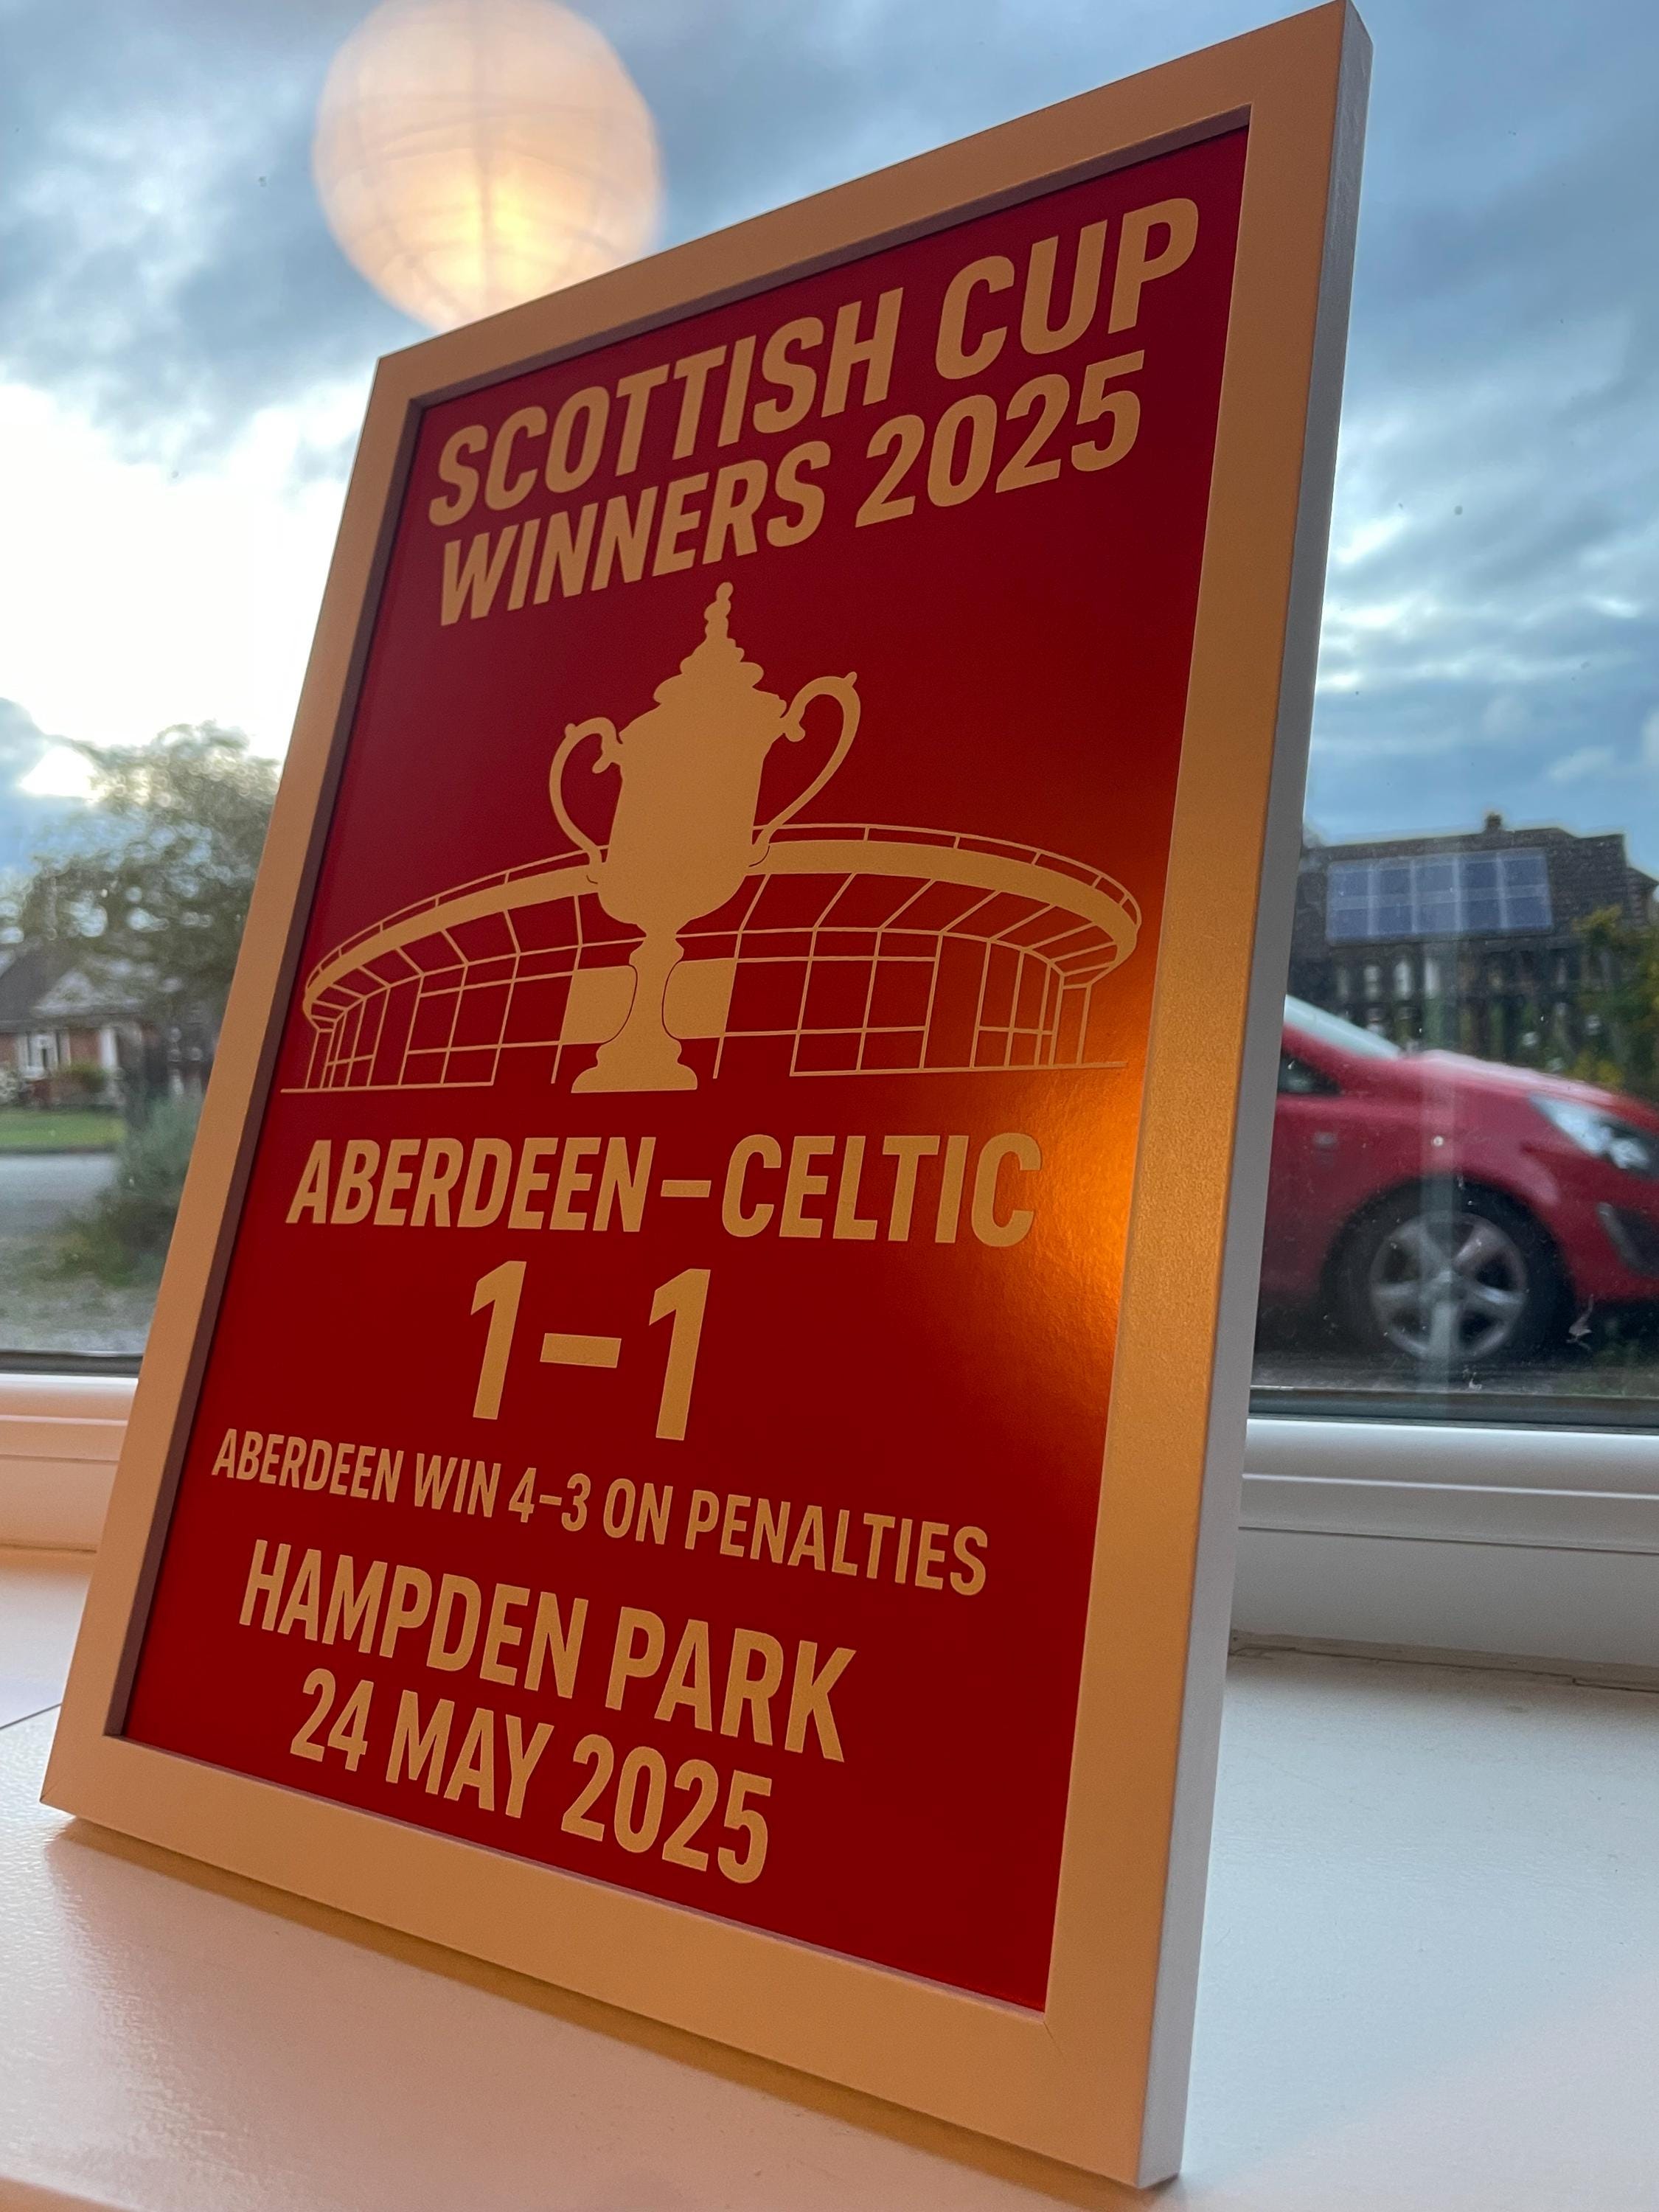 SCOTTISH CUP
WINNERS 2025
ABERDEEN–CELTIC
1–1
ABERDEEN WIN 4–3 ON PENALTIES
HAMPDEN PARK
24 MAY 2025